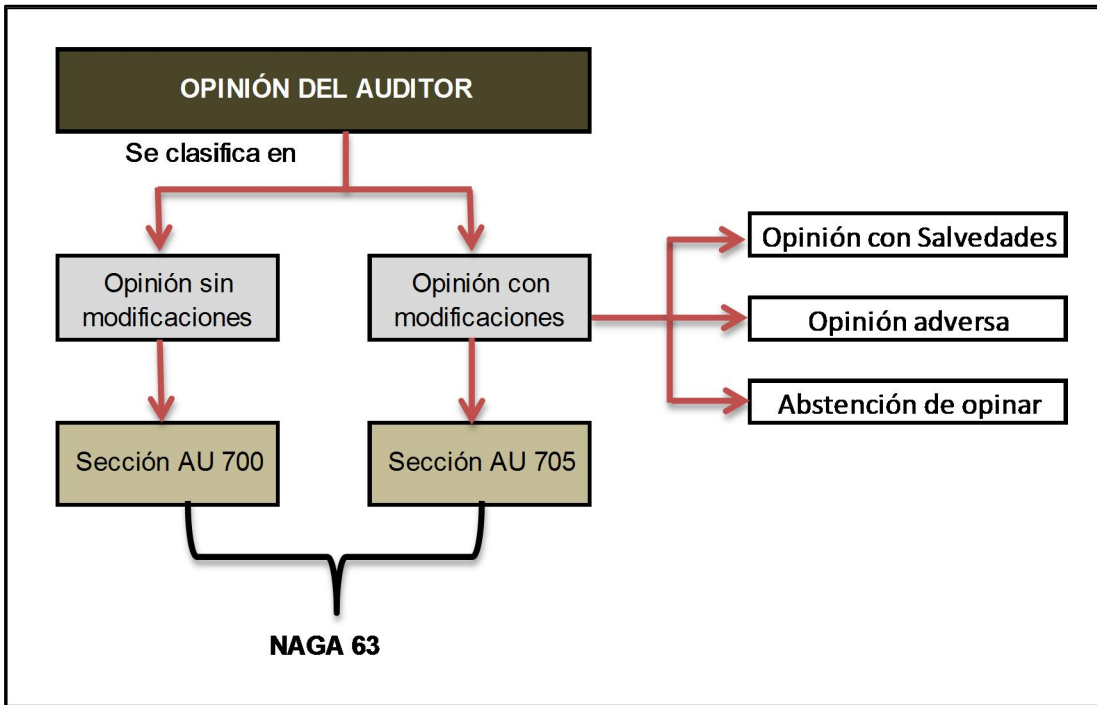 OPINIÓN DEL AUDITOR
Se clasifica en
Opinión sin
modificaciones
Opinión con
modificaciones
Opinión con Salvedades
Opinión adversa
Abstención de opinar
Sección AU 700
Sección AU 705
NAGA 63